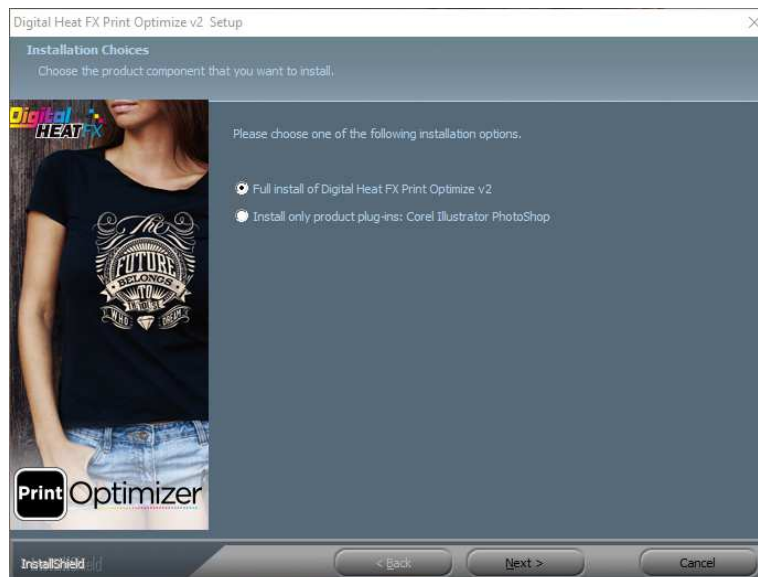 Digital Heat FX Print Optimize v2 Setup
Installation Choices
Choose the product component that you want to install.
Digital
HEAT FX
Please choose one of the following installation options.
Full install of Digital Heat FX Print Optimize v2
Install only product plug-ins: Corel Illustrator PhotoShop
The
FUTURE
BELONGS
TO
THOSE
WHO DREAM
Print Optimizer
InstallShield
< Back
Next >
Cancel